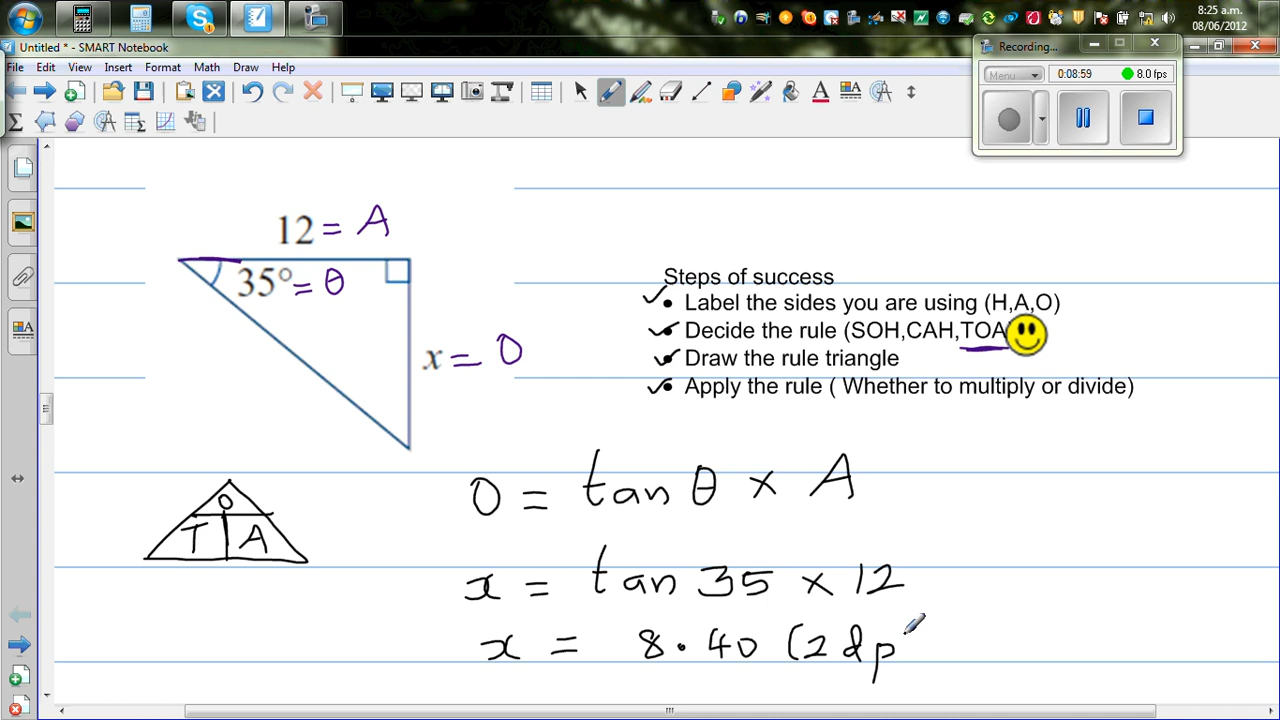 8:25 a.m.
08/06/2012
Untitled * - SMART Notebook
Recording...
File Edit View Insert Format Math Draw Help
Menu
0:08:59
8.0 fps
12 = A
35° = θ
x = O
Steps of success
• Label the sides you are using (H,A,O)
• Decide the rule (SOH,CAH,TOA
• Draw the rule triangle
• Apply the rule ( Whether to multiply or divide)
O = tan θ × A
O
T A
x = tan 35 × 12
x = 8.40 (2 dp